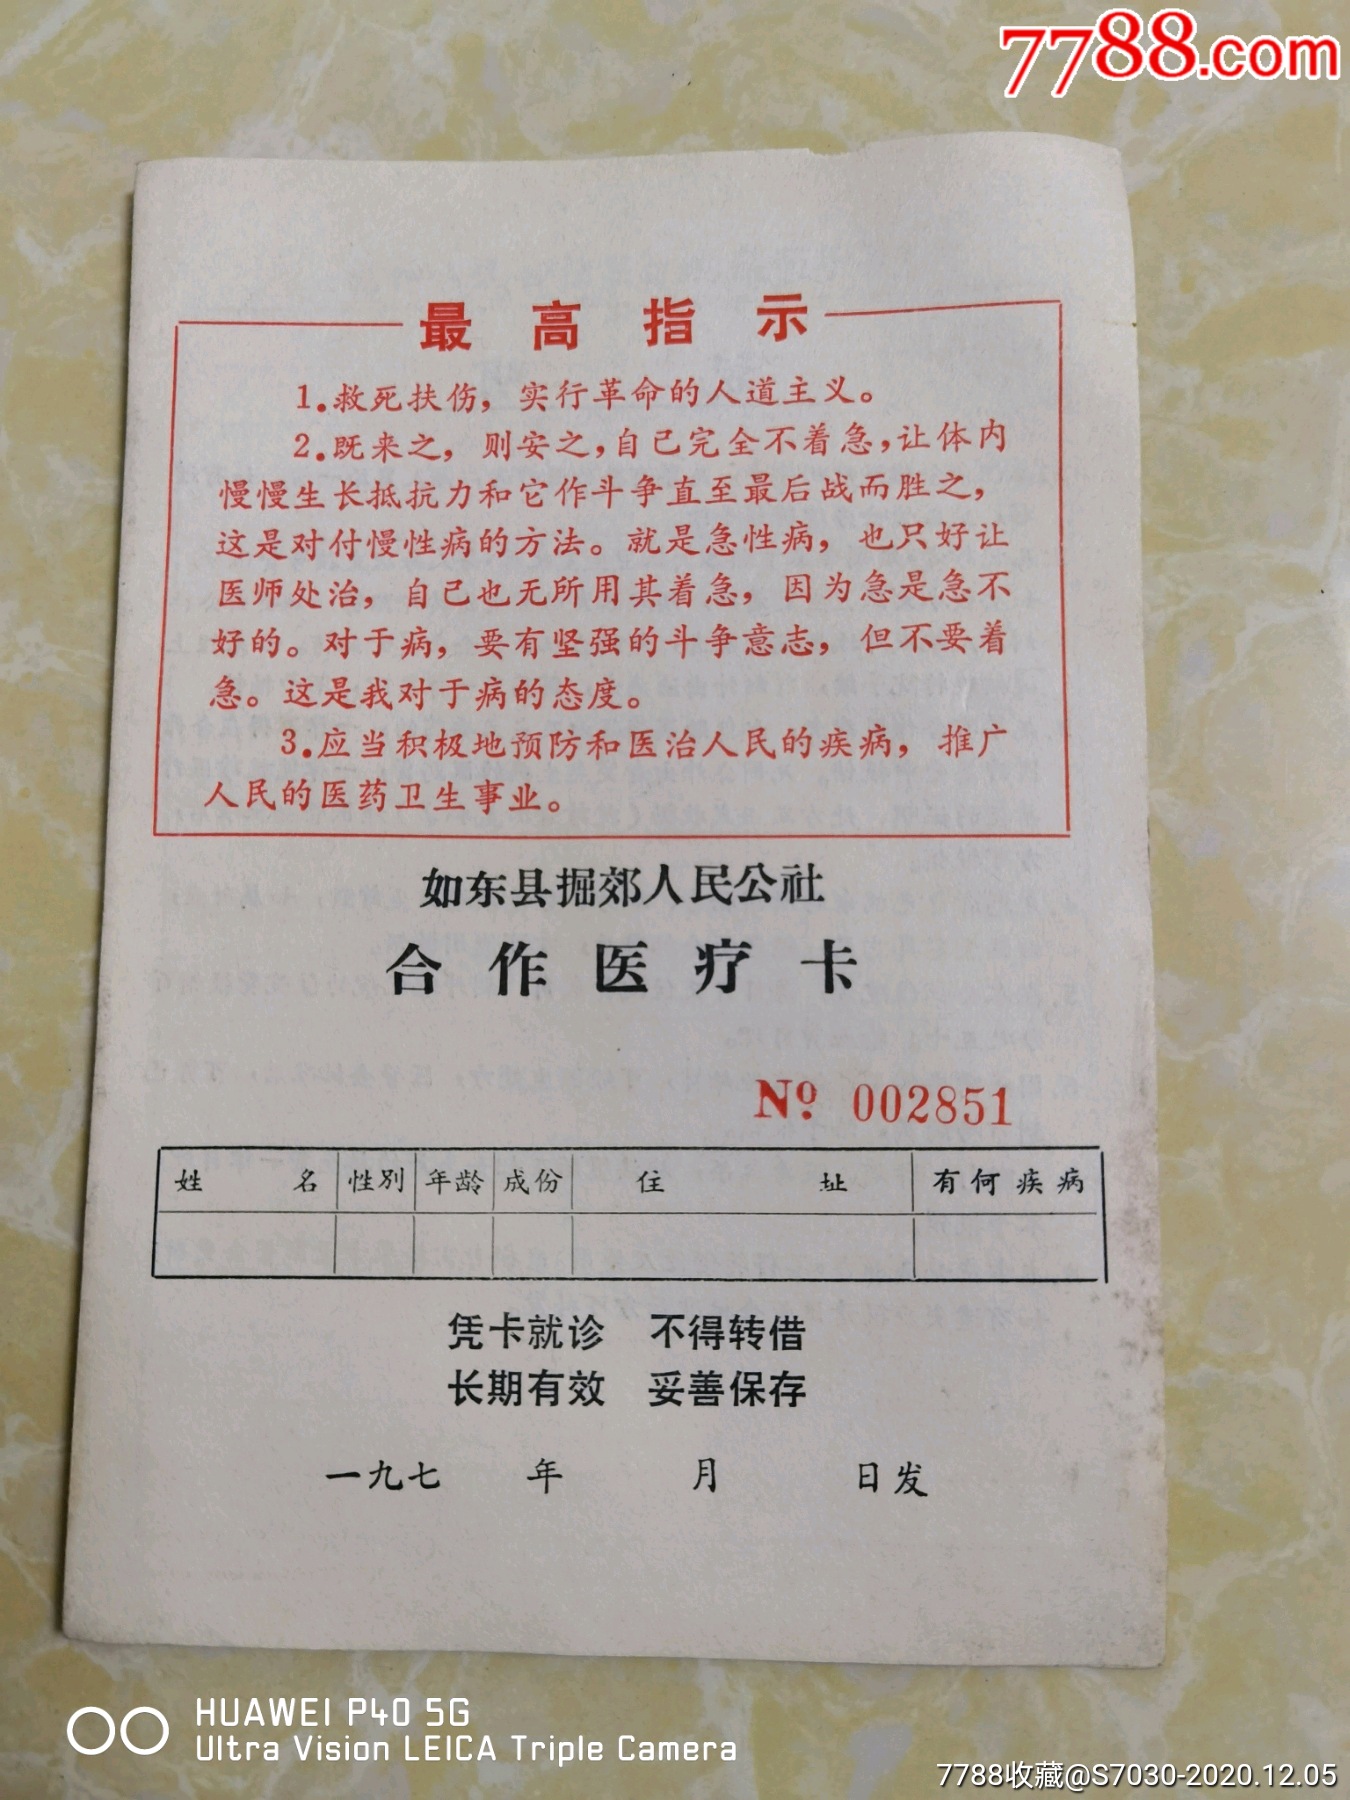 7788.com
最高指示
1.救死扶伤，实行革命的人道主义。
2.既来之，则安之，自己完全不着急，让体内
慢慢生长抵抗力和它作斗争直至最后战而胜之，
这是对付慢性病的方法。就是急性病，也只好让
医师处治，自己也无所用其着急，因为急是急不
好的。对于病，要有坚强的斗争意志，但不要着
急。这是我对于病的态度。
3.应当积极地预防和医治人民的疾病，推广
人民的医药卫生事业。
如东县掘郊人民公社
合作医疗卡
Nº 002851
姓名 性别 年龄 成份 住址 有何疾病
凭卡就诊 不得转借
长期有效 妥善保存
一九七 年 月 日发
HUAWEI P40 5G
Ultra Vision LEICA Triple Camera
7788收藏@S7030-2020.12.05